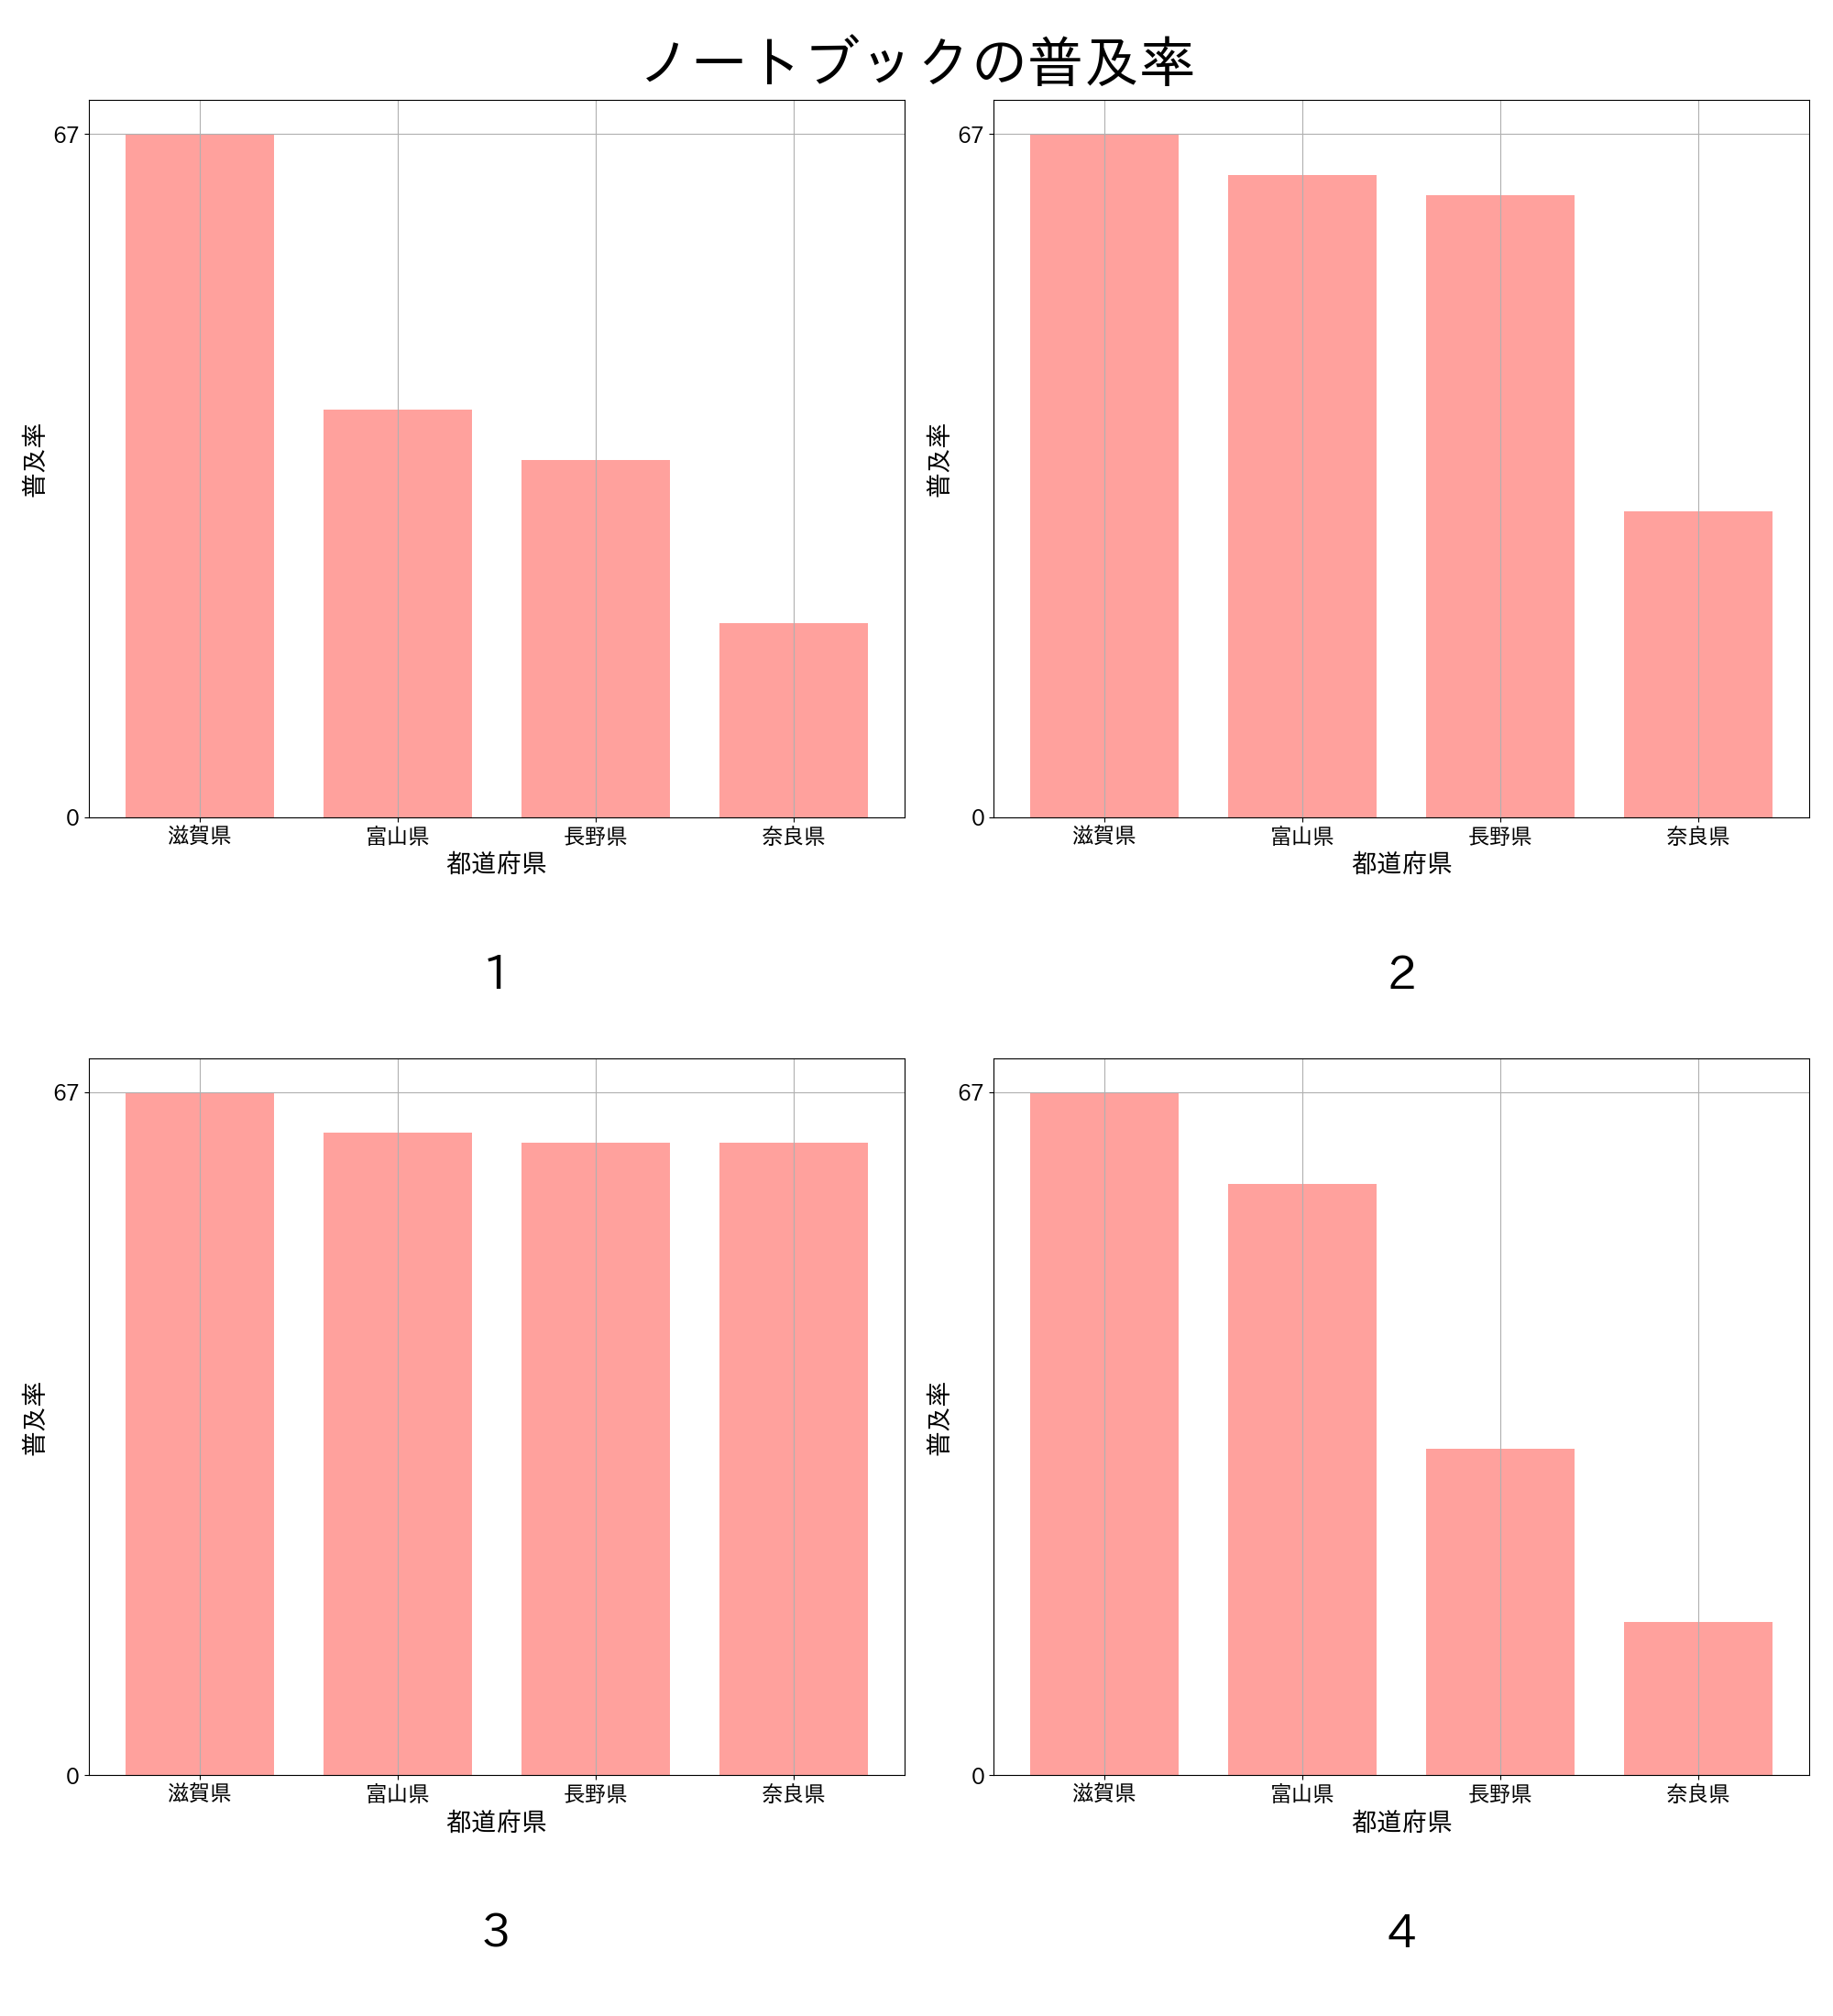 ノートブックの普及率
67
0
普及率
滋賀県 富山県 長野県 奈良県
都道府県
1
67
0
普及率
滋賀県 富山県 長野県 奈良県
都道府県
2
67
0
普及率
滋賀県 富山県 長野県 奈良県
都道府県
3
67
0
普及率
滋賀県 富山県 長野県 奈良県
都道府県
4